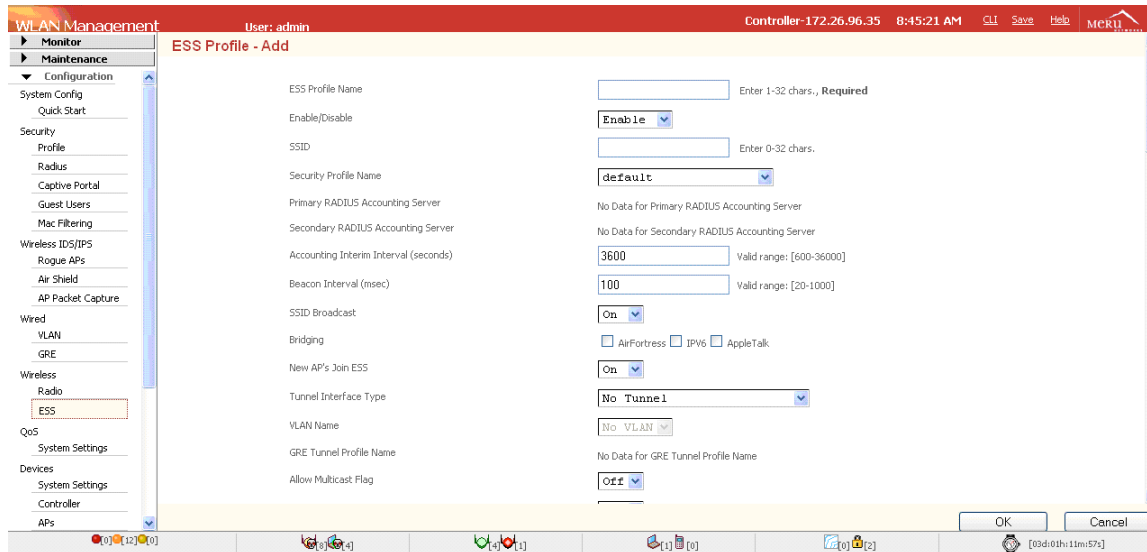 WLAN Management
User: admin
Controller-172.26.96.35 8:45:21 AM CLI Save Help MERU NETWORKS
Monitor
Maintenance
Configuration
System Config
Quick Start
Security
Profile
Radius
Captive Portal
Guest Users
Mac Filtering
Wireless IDS/IPS
Rogue APs
Air Shield
AP Packet Capture
Wired
VLAN
GRE
Wireless
Radio
ESS
QoS
System Settings
Devices
System Settings
Controller
APs
ESS Profile - Add
ESS Profile Name Enter 1-32 chars., Required
Enable/Disable Enable
SSID Enter 0-32 chars.
Security Profile Name default
Primary RADIUS Accounting Server No Data for Primary RADIUS Accounting Server
Secondary RADIUS Accounting Server No Data for Secondary RADIUS Accounting Server
Accounting Interim Interval (seconds) 3600 Valid range: [600-36000]
Beacon Interval (msec) 100 Valid range: [20-1000]
SSID Broadcast On
Bridging AirFortress IPV6 AppleTalk
New AP's Join ESS On
Tunnel Interface Type No Tunnel
VLAN Name No VLAN
GRE Tunnel Profile Name No Data for GRE Tunnel Profile Name
Allow Multicast Flag Off
OK Cancel
[0] [12] [0] [0] [4] [4] [1] [1] [0] [0] [2] [03d:01h:11m:57s]